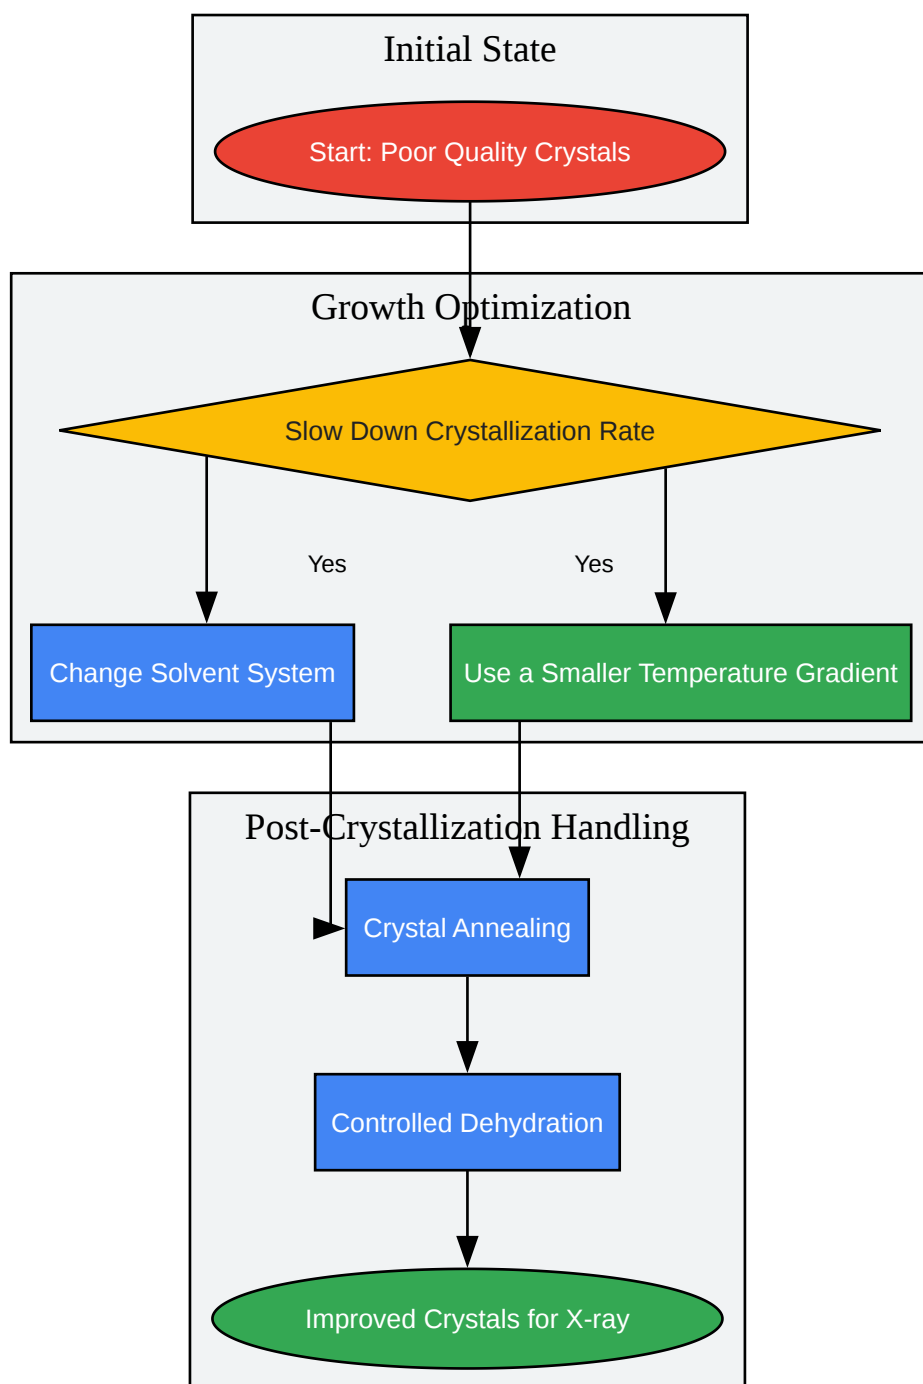 Initial State
Start: Poor Quality Crystals
Growth Optimization
Slow Down Crystallization Rate
Yes
Yes
Change Solvent System
Use a Smaller Temperature Gradient
Post-Crystallization Handling
Crystal Annealing
Controlled Dehydration
Improved Crystals for X-ray